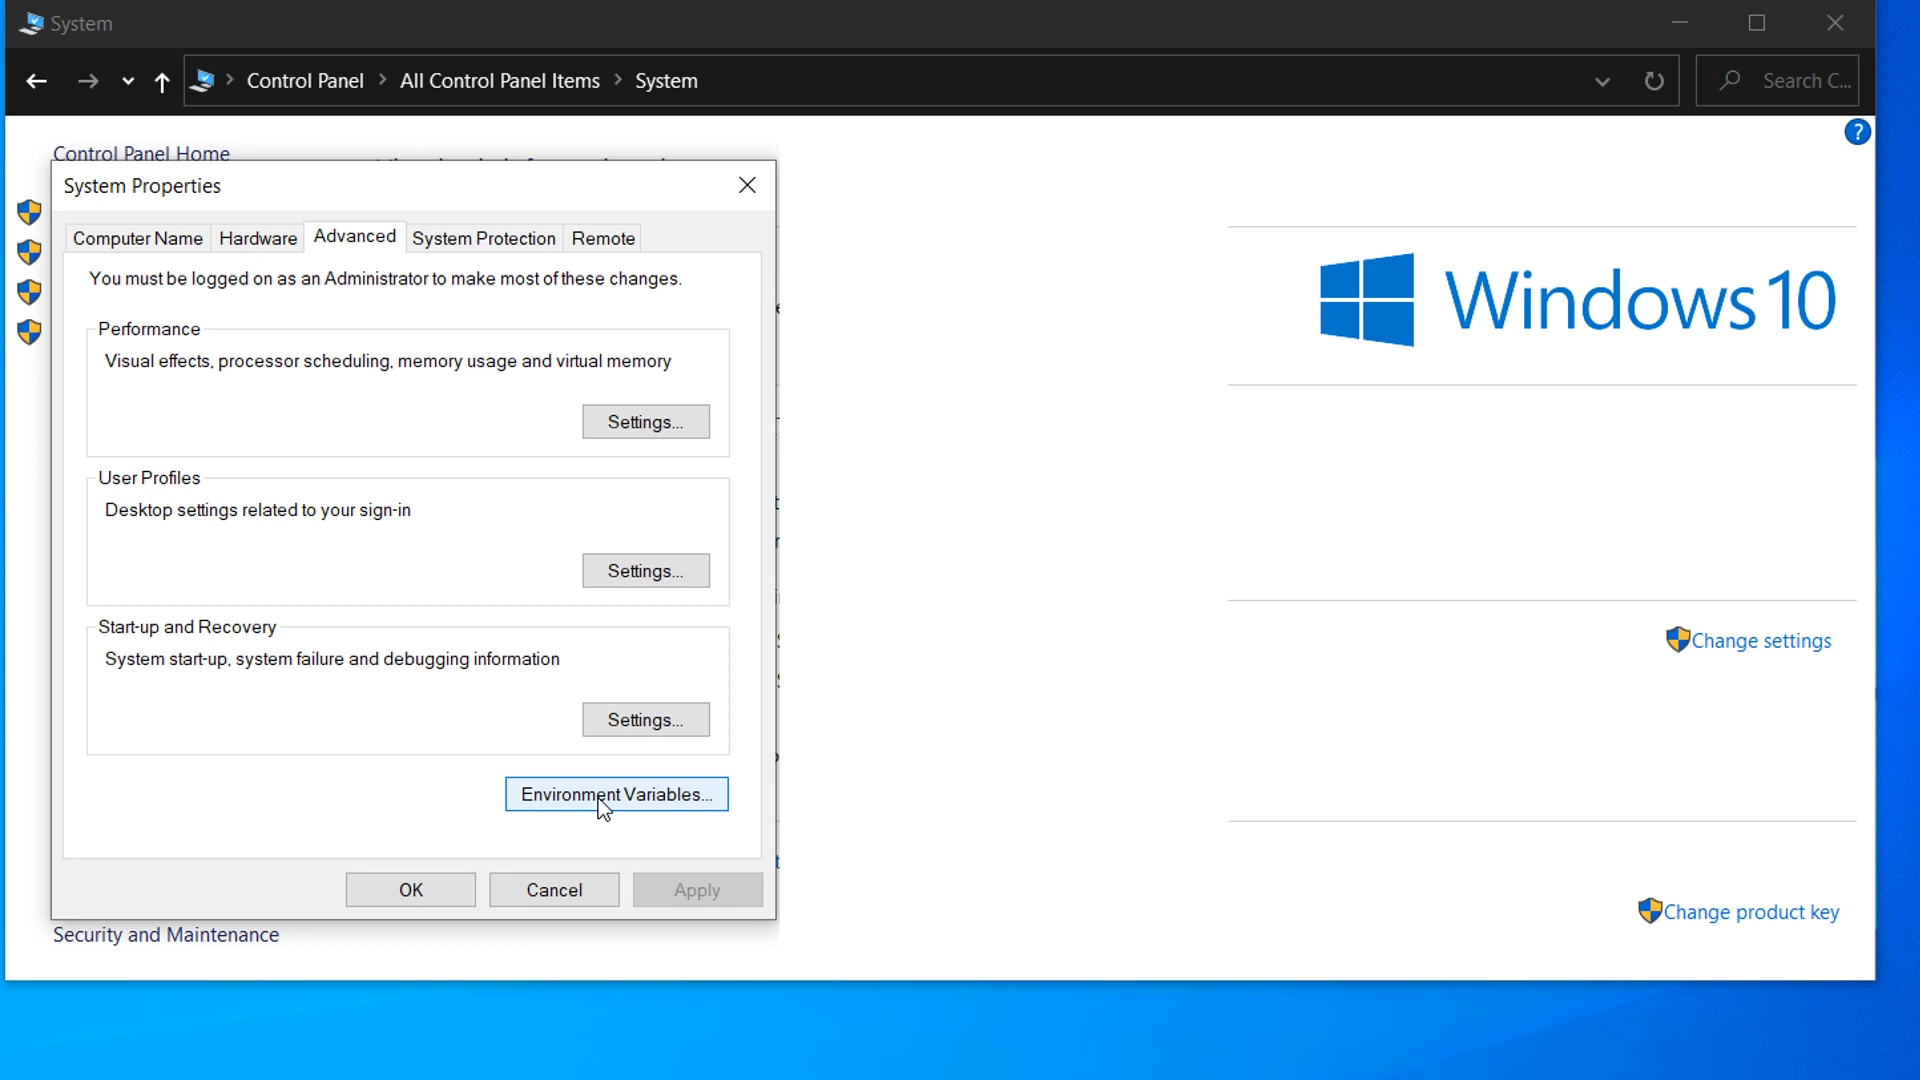 System
Control Panel > All Control Panel Items > System
Search C...
?
Control Panel Home
System Properties
Computer Name
Hardware
Advanced
System Protection
Remote
You must be logged on as an Administrator to make most of these changes.
Performance
Visual effects, processor scheduling, memory usage and virtual memory
Settings...
User Profiles
Desktop settings related to your sign-in
Settings...
Start-up and Recovery
System start-up, system failure and debugging information
Settings...
Environment Variables...
OK
Cancel
Apply
Windows 10
Change settings
Change product key
Security and Maintenance